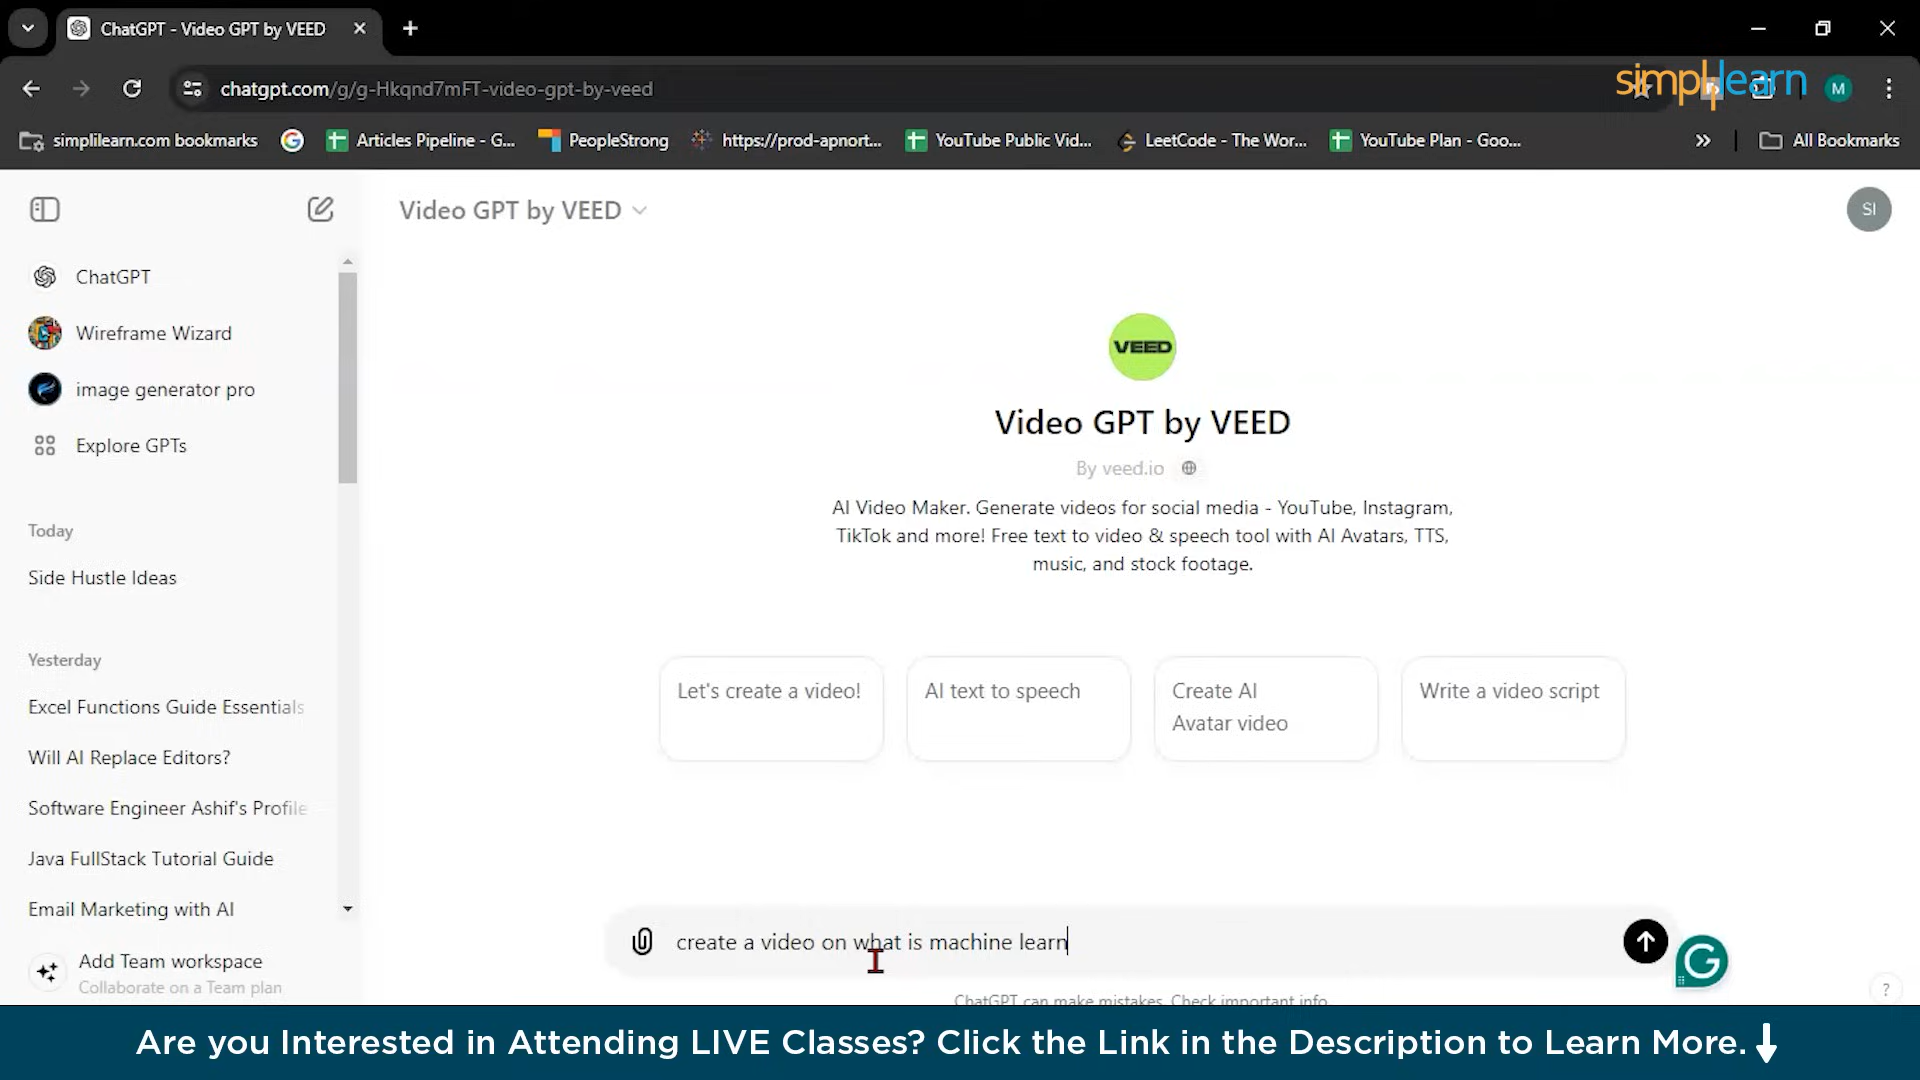 ChatGPT - Video GPT by VEED
chatgpt.com/g/g-Hkqnd7mFT-video-gpt-by-veed
simplilearn
M
simplilearn.com bookmarks
Articles Pipeline - G...
PeopleStrong
https://prod-apnort...
YouTube Public Vid...
LeetCode - The Wor...
YouTube Plan - Goo...
All Bookmarks
Video GPT by VEED
SI
ChatGPT
Wireframe Wizard
image generator pro
Explore GPTs
Today
Side Hustle Ideas
Yesterday
Excel Functions Guide Essentials
Will AI Replace Editors?
Software Engineer Ashif's Profile
Java FullStack Tutorial Guide
Email Marketing with AI
Add Team workspace
Collaborate on a Team plan
VEED
Video GPT by VEED
By veed.io
AI Video Maker. Generate videos for social media - YouTube, Instagram,
TikTok and more! Free text to video & speech tool with AI Avatars, TTS,
music, and stock footage.
Let's create a video!
AI text to speech
Create AI
Avatar video
Write a video script
create a video on what is machine learn
ChatGPT can make mistakes. Check important info.
?
Are you Interested in Attending LIVE Classes? Click the Link in the Description to Learn More.